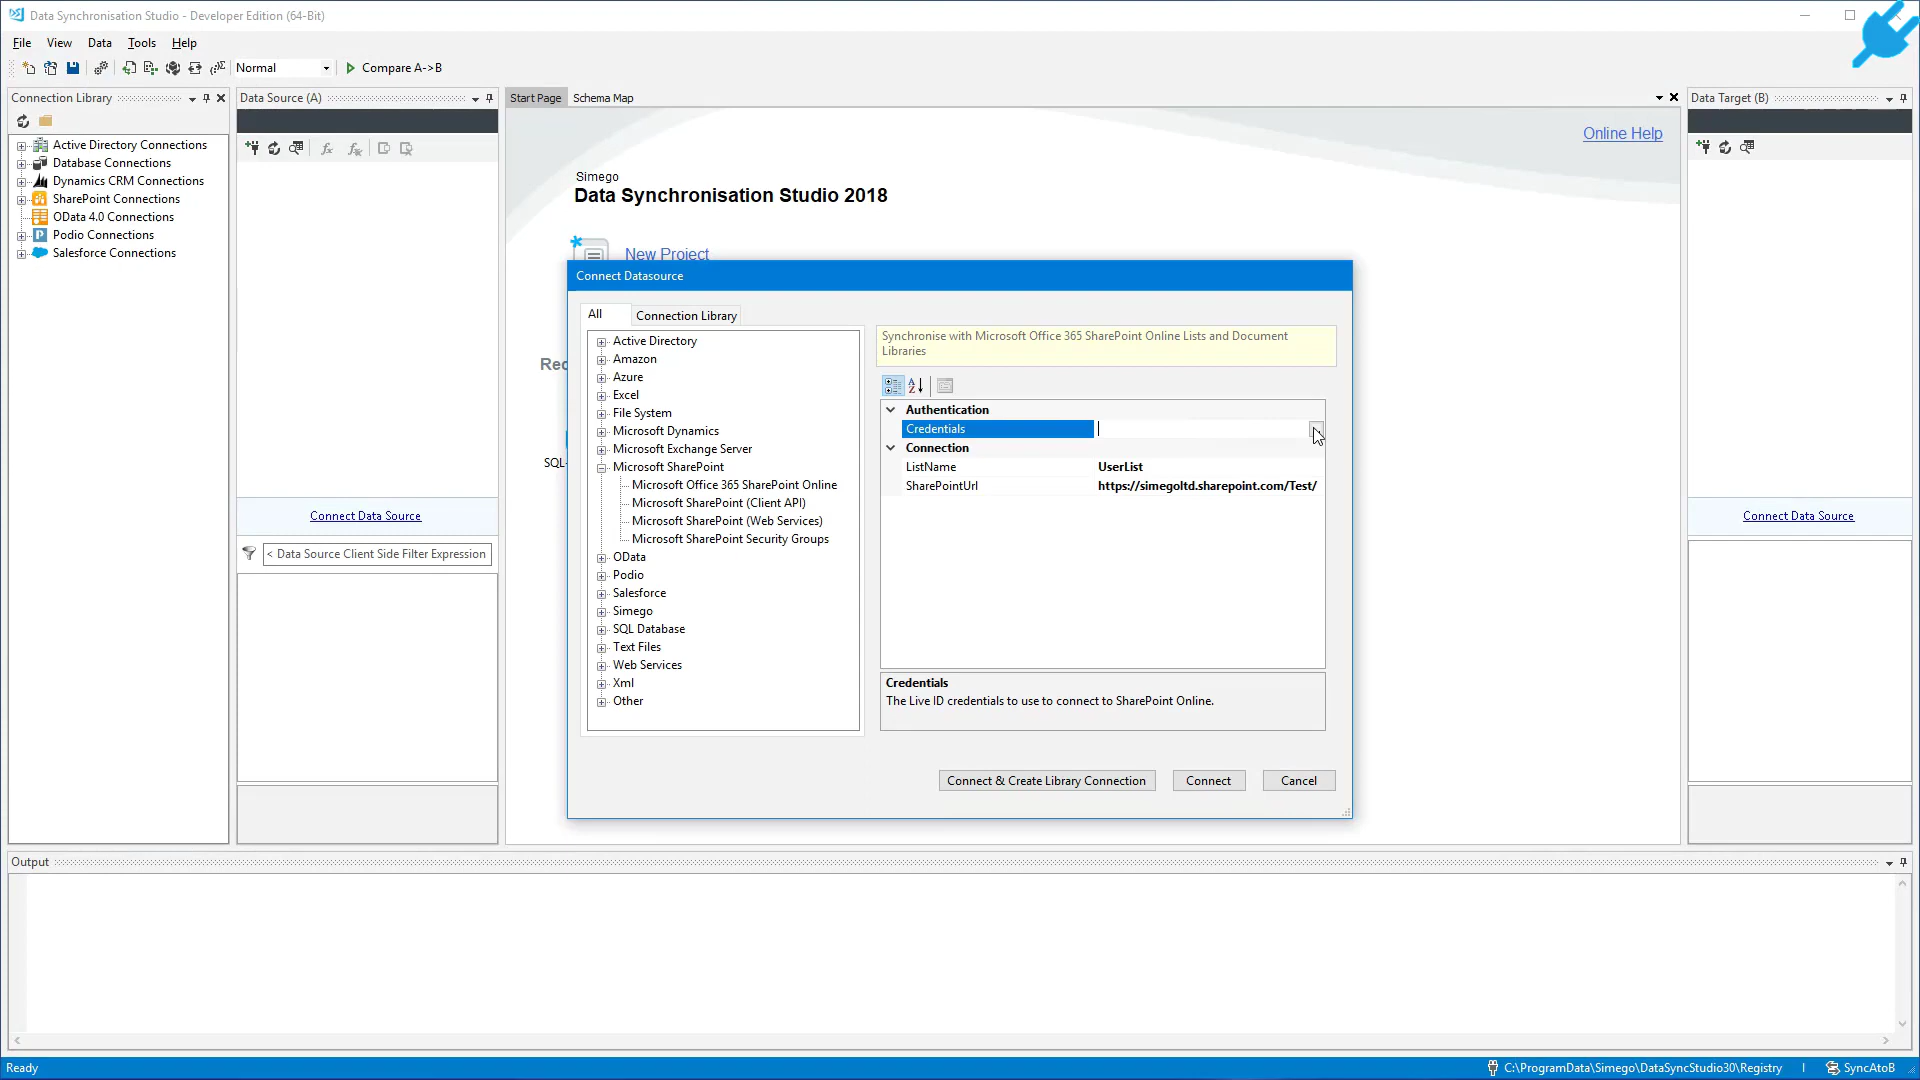 Data Synchronisation Studio - Developer Edition (64-Bit)
File View Data Tools Help
Normal Compare A->B
Connection Library
Active Directory Connections
Database Connections
Dynamics CRM Connections
SharePoint Connections
OData 4.0 Connections
Podio Connections
Salesforce Connections
Data Source (A)
Connect Data Source
< Data Source Client Side Filter Expression
Start Page Schema Map
Online Help
Simego
Data Synchronisation Studio 2018
New Project
Connect Datasource
All Connection Library
Active Directory
Amazon
Azure
Excel
File System
Microsoft Dynamics
Microsoft Exchange Server
Microsoft SharePoint
Microsoft Office 365 SharePoint Online
Microsoft SharePoint (Client API)
Microsoft SharePoint (Web Services)
Microsoft SharePoint Security Groups
OData
Podio
Salesforce
Simego
SQL Database
Text Files
Web Services
Xml
Other
Synchronise with Microsoft Office 365 SharePoint Online Lists and Document
Libraries
Authentication
Credentials
Connection
ListName UserList
SharePointUrl https://simegoltd.sharepoint.com/Test/
Credentials
The Live ID credentials to use to connect to SharePoint Online.
Connect & Create Library Connection Connect Cancel
Data Target (B)
Connect Data Source
Output
Ready
C:\ProgramData\Simego\DataSyncStudio30\Registry
SyncAtoB